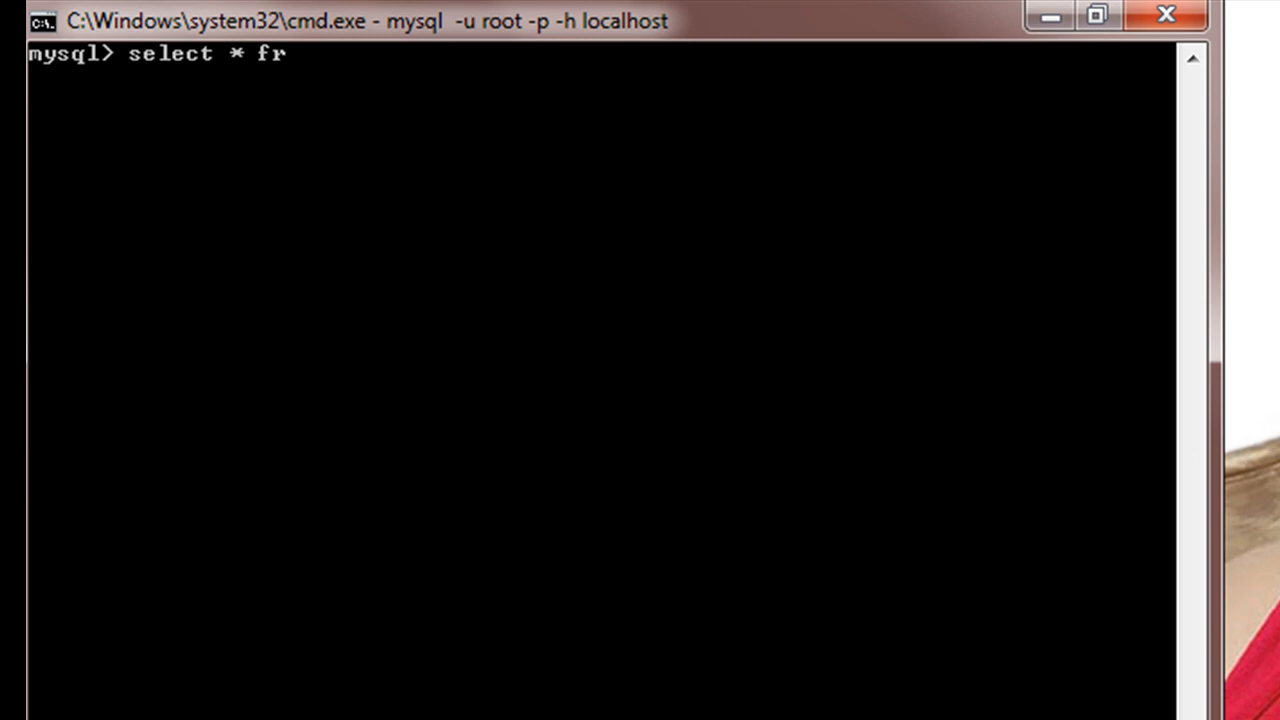 C:\Windows\system32\cmd.exe - mysql  -u root -p -h localhost
mysql> select * fr